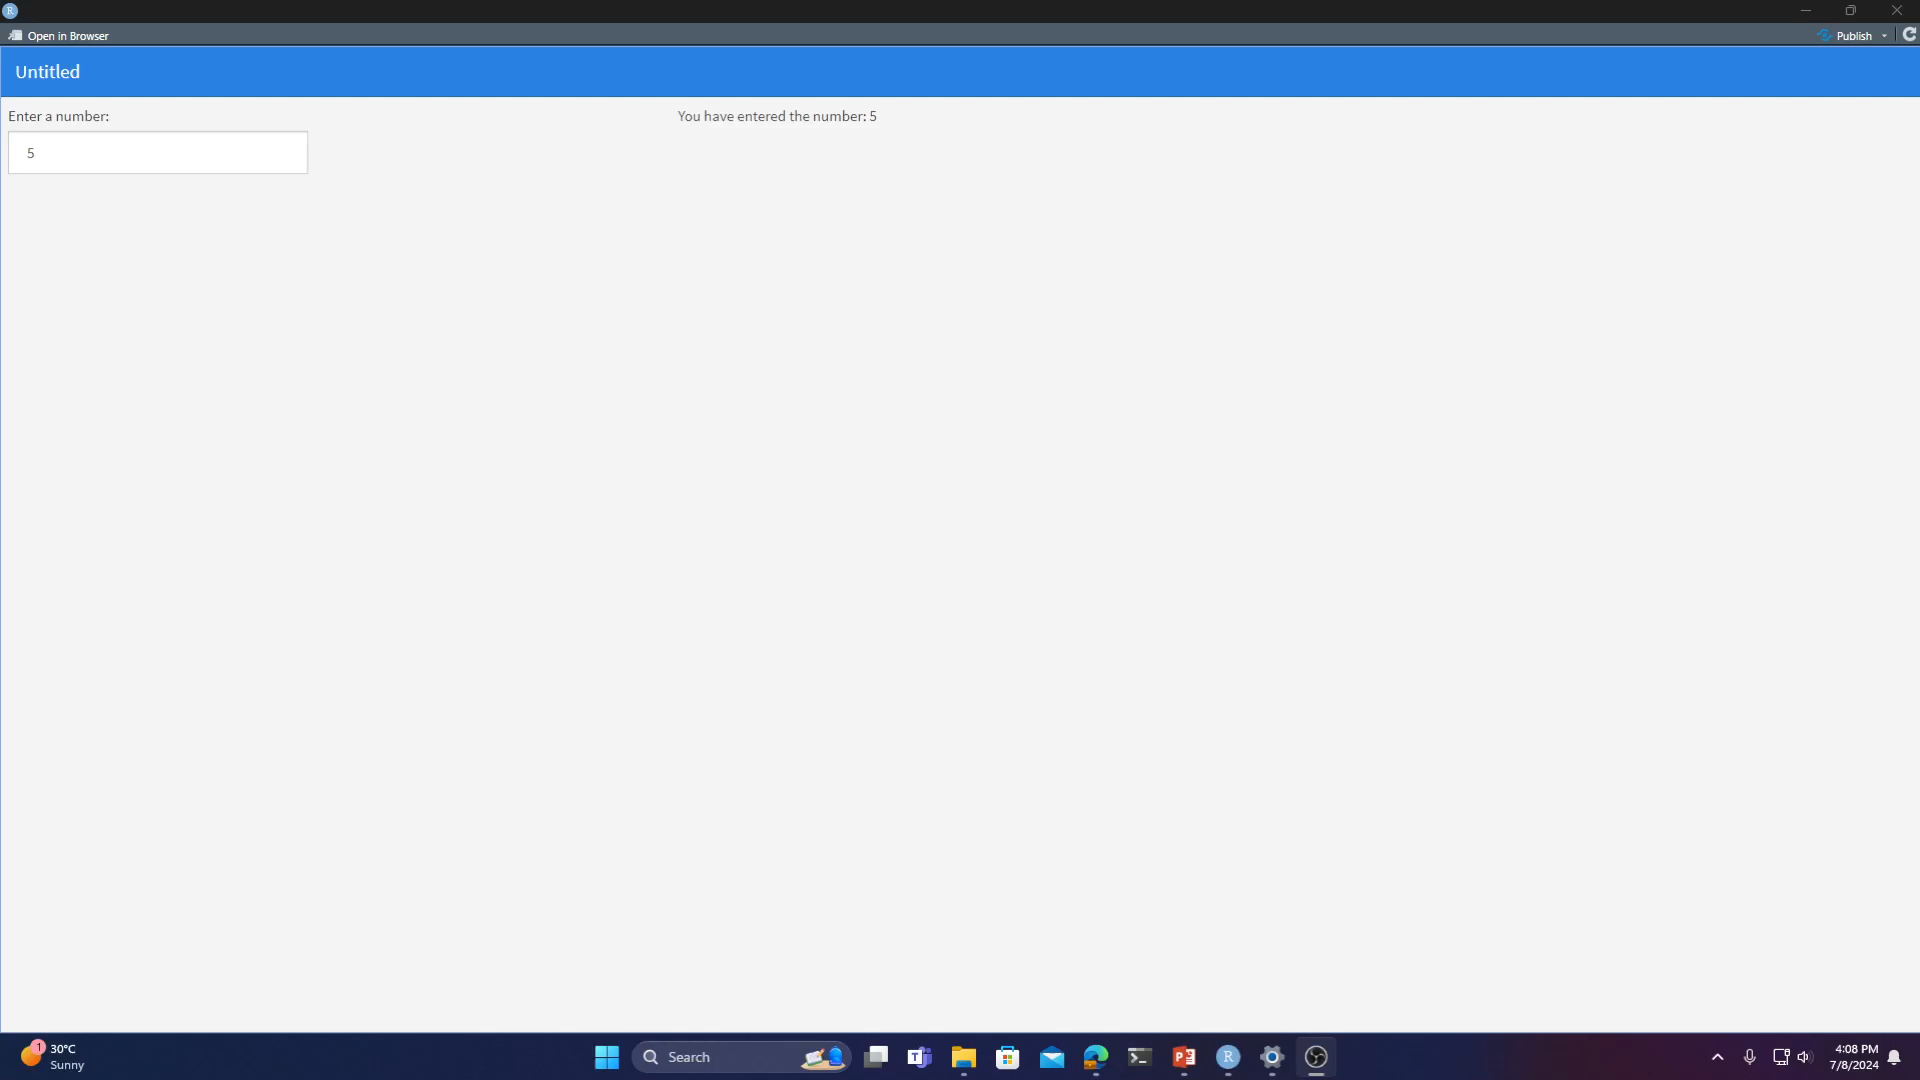 R
Open in Browser
Publish
Untitled
Enter a number:
You have entered the number: 5
5
1
30°C
Sunny
Search
4:08 PM
7/8/2024